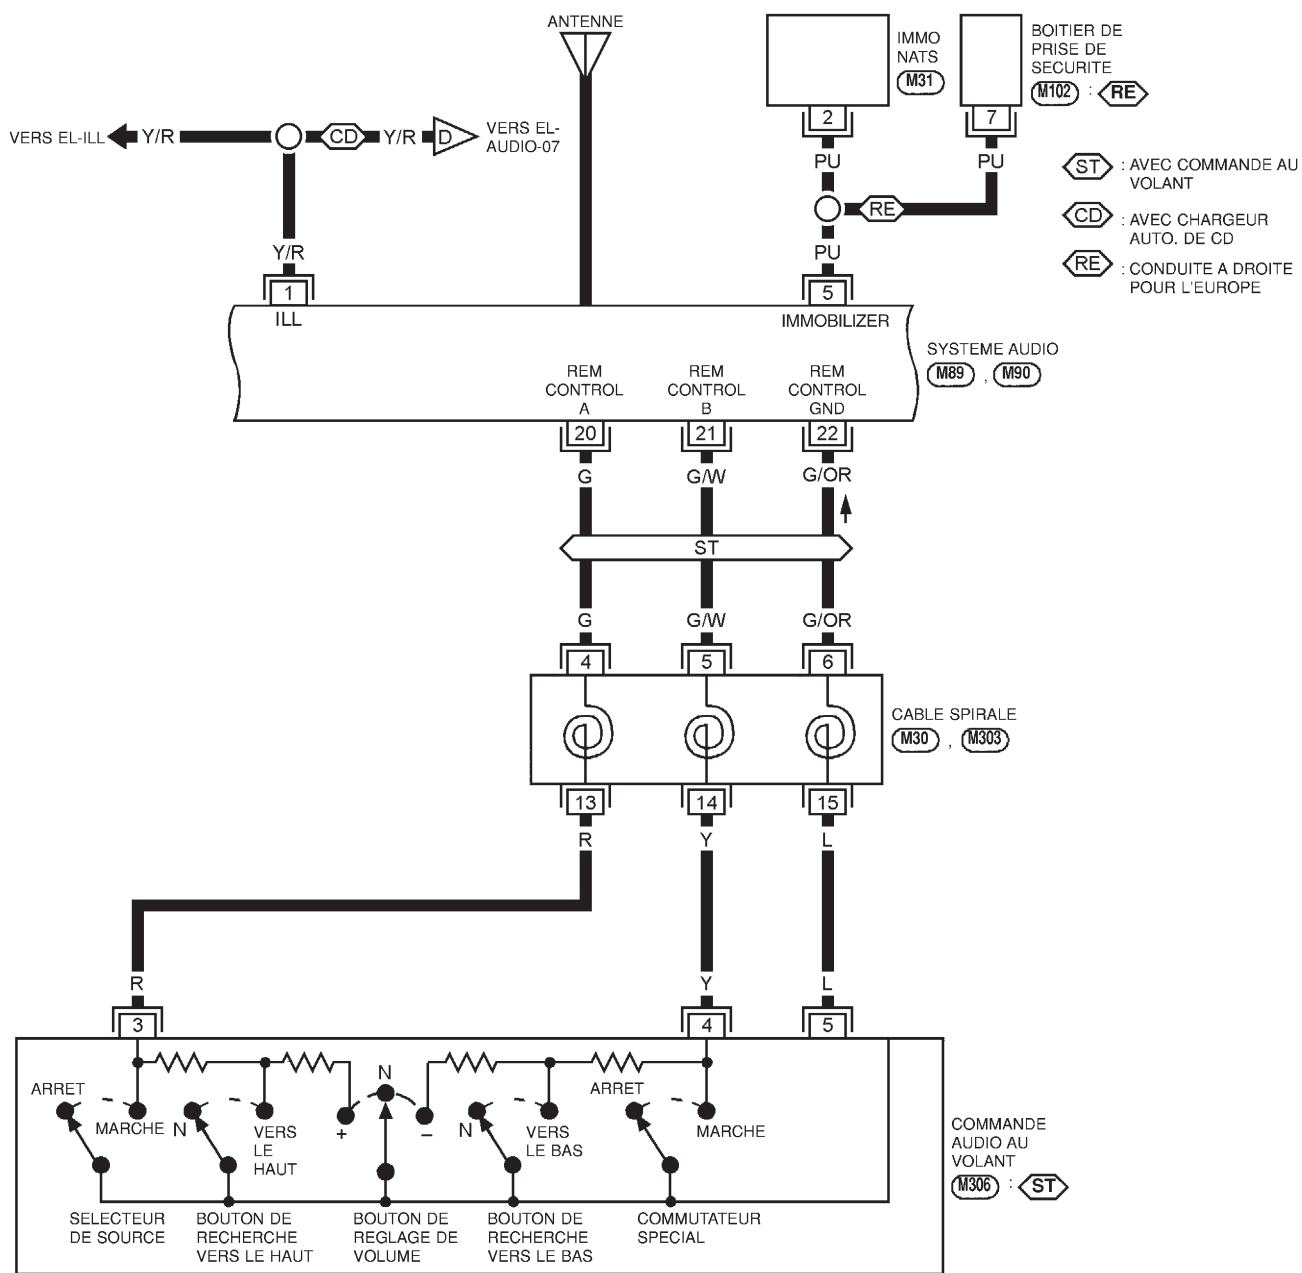 ANTENNE
IMMO
NATS
M31
BOITIER DE
PRISE DE
SECURITE
M102 : RE
2
7
VERS EL-ILL Y/R CD Y/R D VERS EL-
AUDIO-07
PU
PU
ST : AVEC COMMANDE AU
VOLANT
RE
CD : AVEC CHARGEUR
AUTO. DE CD
Y/R
PU
RE : CONDUITE A DROITE
POUR L'EUROPE
1
5
ILL
IMMOBILIZER
SYSTEME AUDIO
M89 , M90
REM
CONTROL
A
REM
CONTROL
B
REM
CONTROL
GND
20
21
22
G
G/W
G/OR
ST
G
G/W
G/OR
4
5
6
CABLE SPIRALE
M30 , M303
13
14
15
R
Y
L
R
Y
L
3
4
5
ARRET
MARCHE
N
VERS
LE
HAUT
+
N
–
N
VERS
LE BAS
ARRET
MARCHE
COMMANDE
AUDIO AU
VOLANT
M306 : ST
SELECTEUR
DE SOURCE
BOUTON DE
RECHERCHE
VERS LE HAUT
BOUTON DE
REGLAGE DE
VOLUME
BOUTON DE
RECHERCHE
VERS LE BAS
COMMUTATEUR
SPECIAL